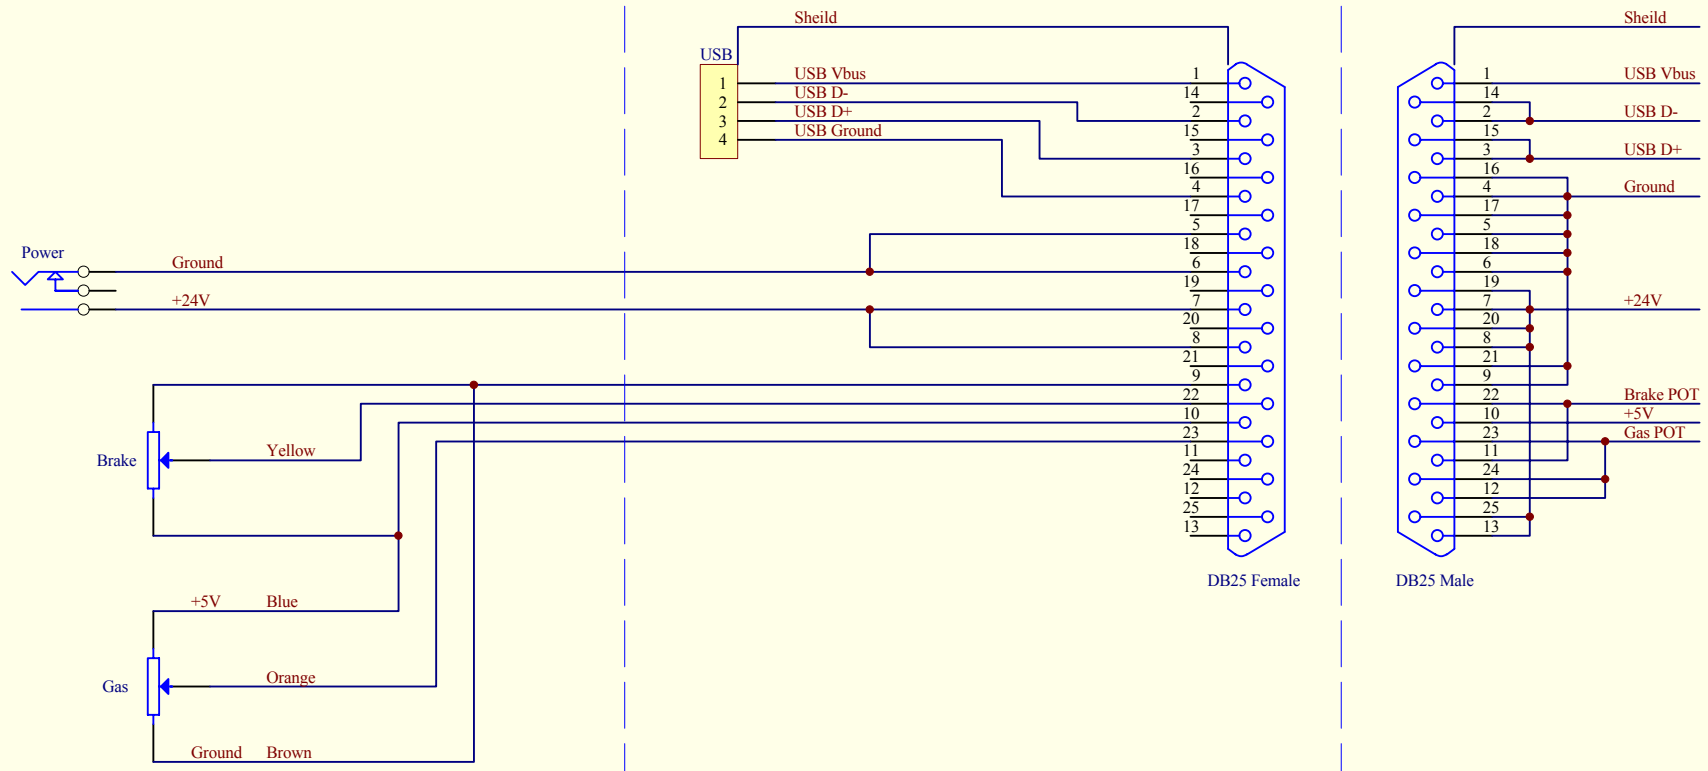 Sheild
USB
1 USB Vbus
2 USB D-
3 USB D+
4 USB Ground
1
14
2
15
3
16
4
17
5
18
6
19
7
20
8
21
9
22
10
23
11
24
12
25
13
DB25 Female
Power
Ground
+24V
Brake
Yellow
+5V Blue
Gas
Orange
Ground Brown
Sheild
1 USB Vbus
14
2 USB D-
15
3 USB D+
16
4 Ground
17
5
18
6
19
7 +24V
20
8
21
9
22 Brake POT
10 +5V
23 Gas POT
11
24
12
25
13
DB25 Male